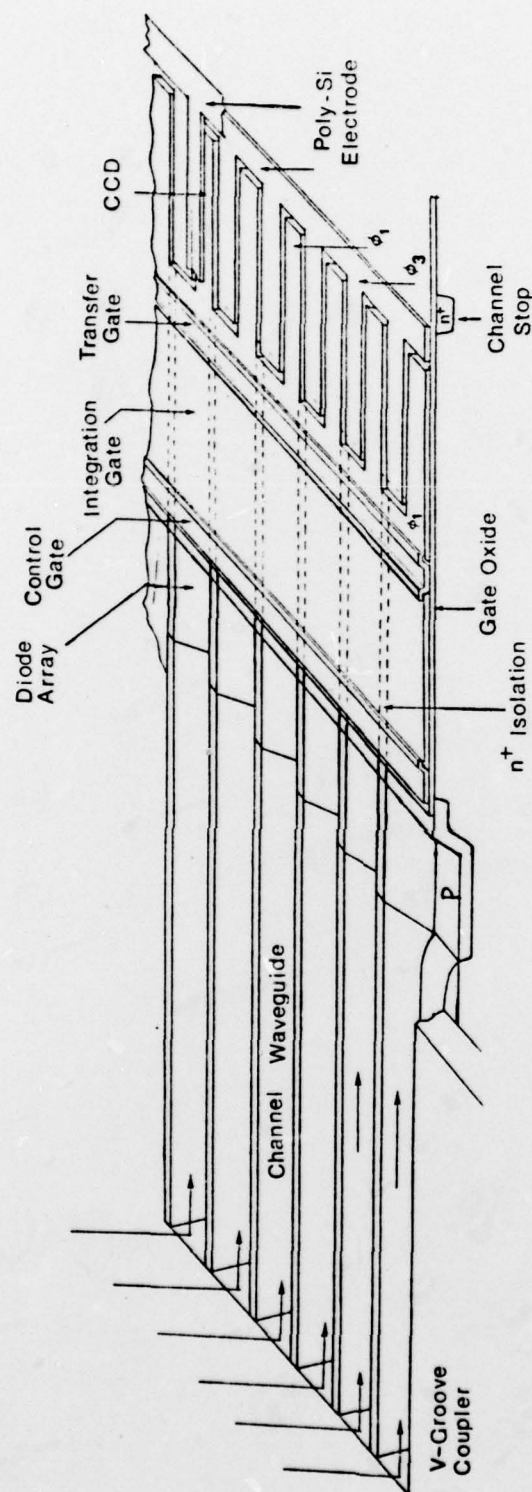 V-Groove
Coupler
Channel Waveguide
Diode
Array
Control
Gate
Integration
Gate
Transfer
Gate
CCD
Poly-Si
Electrode
ϕ1
ϕ3
ϕ1
n+
Channel
Stop
Gate Oxide
n+ Isolation
P